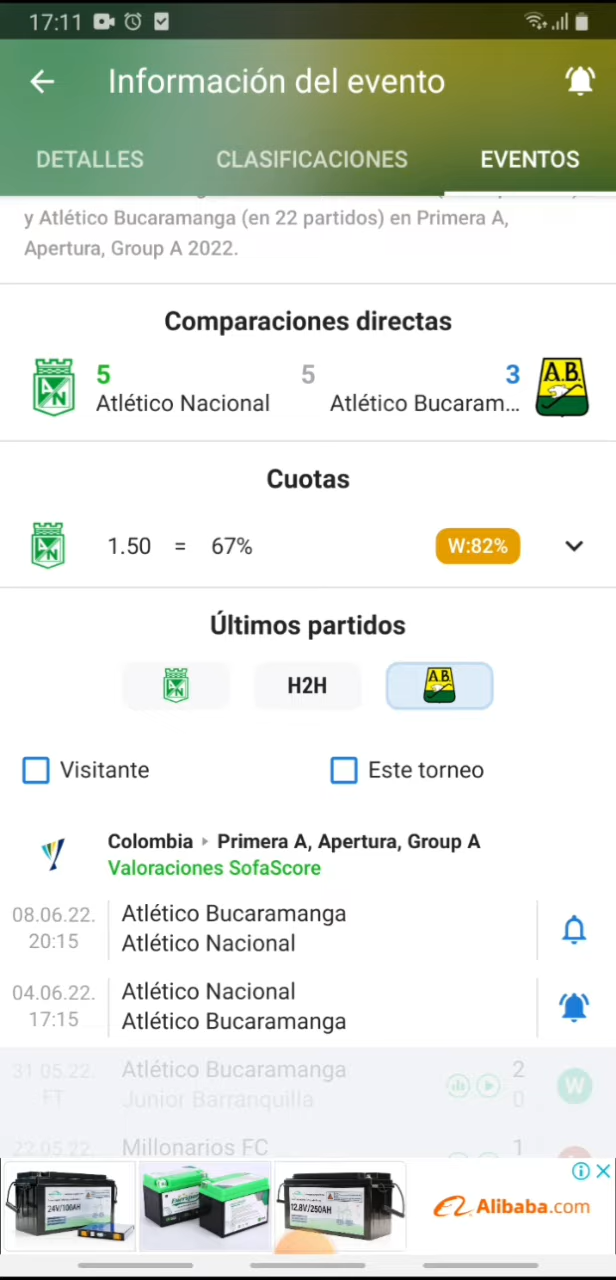 17:11
Información del evento
DETALLES CLASIFICACIONES EVENTOS
y Atlético Bucaramanga (en 22 partidos) en Primera A,
Apertura, Group A 2022.
Comparaciones directas
5 5 3
Atlético Nacional Atlético Bucaram...
A.B.
Cuotas
1.50 = 67% W:82%
Últimos partidos
H2H A.B.
Visitante Este torneo
Colombia Primera A, Apertura, Group A
Valoraciones SofaScore
08.06.22. Atlético Bucaramanga
20:15 Atlético Nacional
04.06.22. Atlético Nacional
17:15 Atlético Bucaramanga
31.05.22. Atlético Bucaramanga 2
FT Junior Barranquilla 0
W
22.05.22. Millonarios FC 1
24V/100AH 12.8V/250AH
Alibaba.com